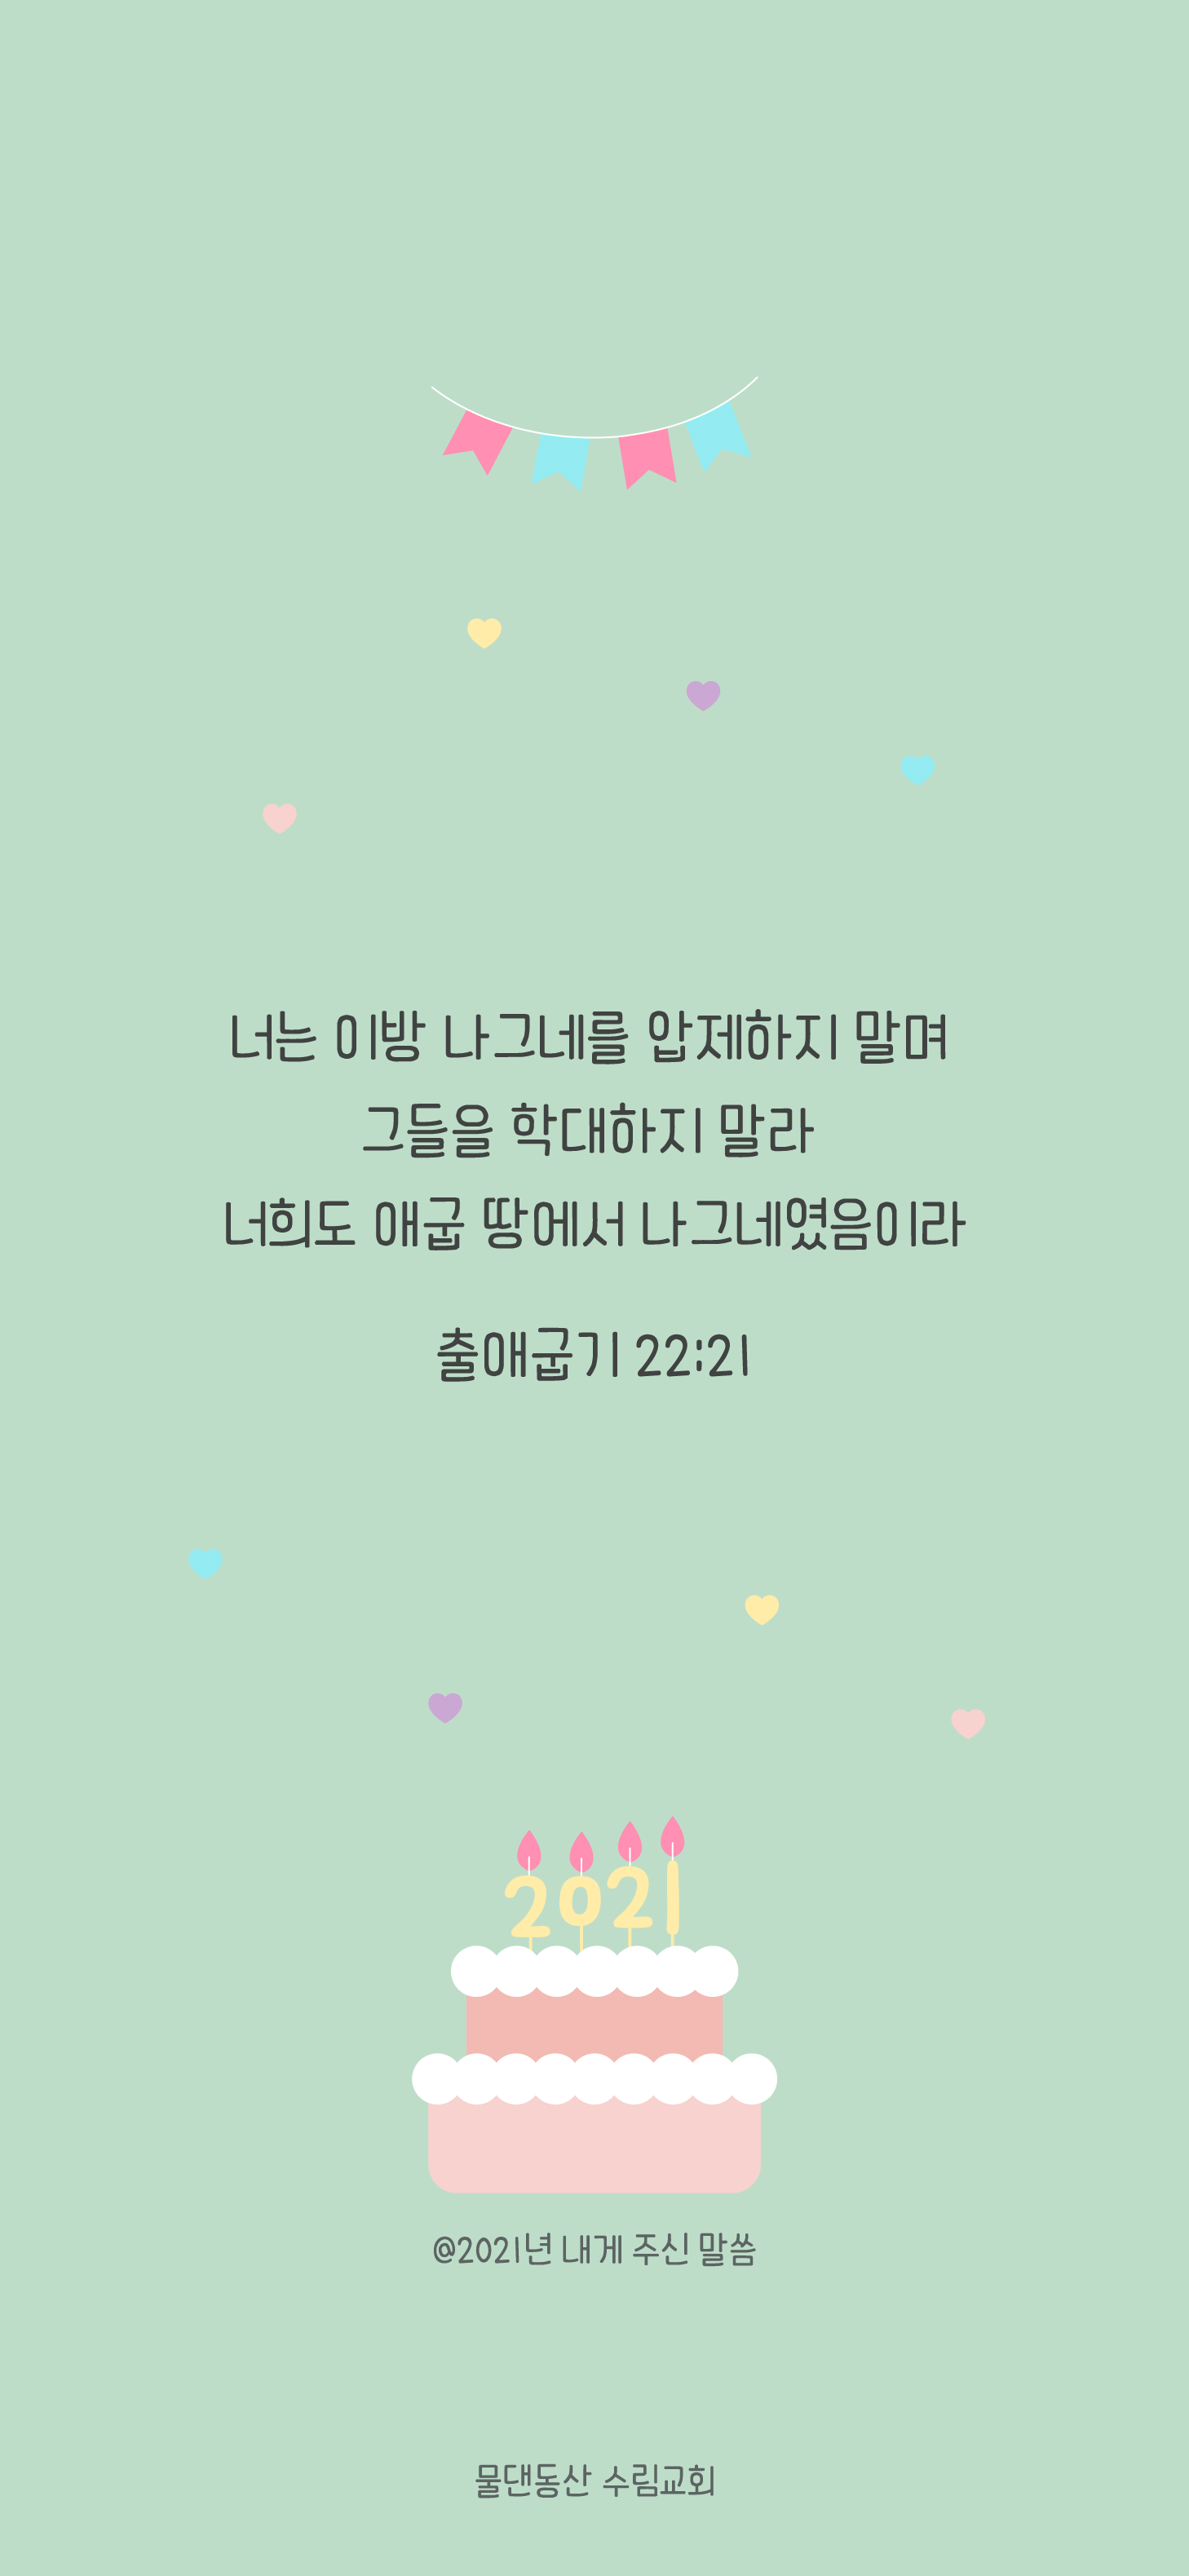 너는 이방 나그네를 압제하지 말며
그들을 학대하지 말라
너희도 애굽 땅에서 나그네였음이라
출애굽기 22:21
2021
@2021년 내게 주신 말씀
물댄동산 수림교회